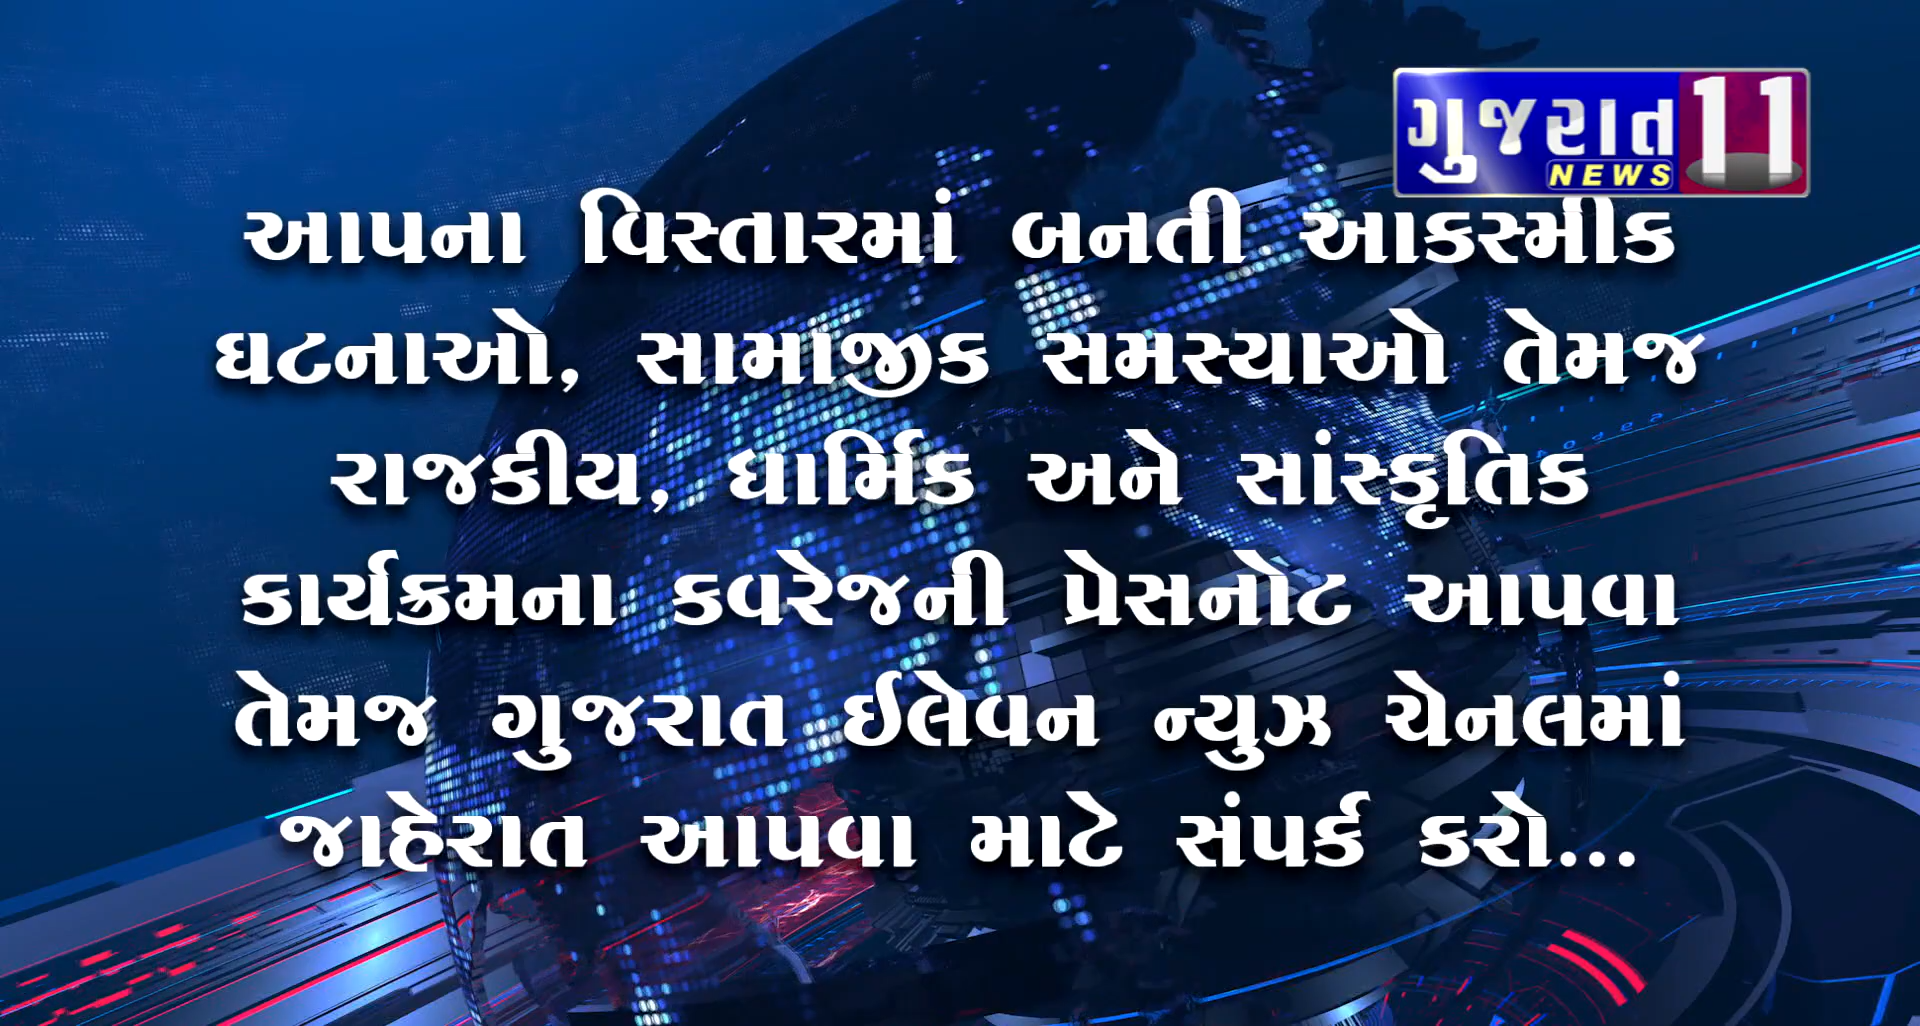 ગુજરાત 11
NEWS
આપના વિસ્તારમાં બનતી આકસ્મીક
ઘટનાઓ, સામાજીક સમસ્યાઓ તેમજ
રાજકીય, ધાર્મિક અને સાંસ્કૃતિક
કાર્યક્રમના કવરેજની પ્રેસનોટ આપવા
તેમજ ગુજરાત ઈલેવન ન્યુઝ ચેનલમાં
જાહેરાત આપવા માટે સંપર્ક કરો...